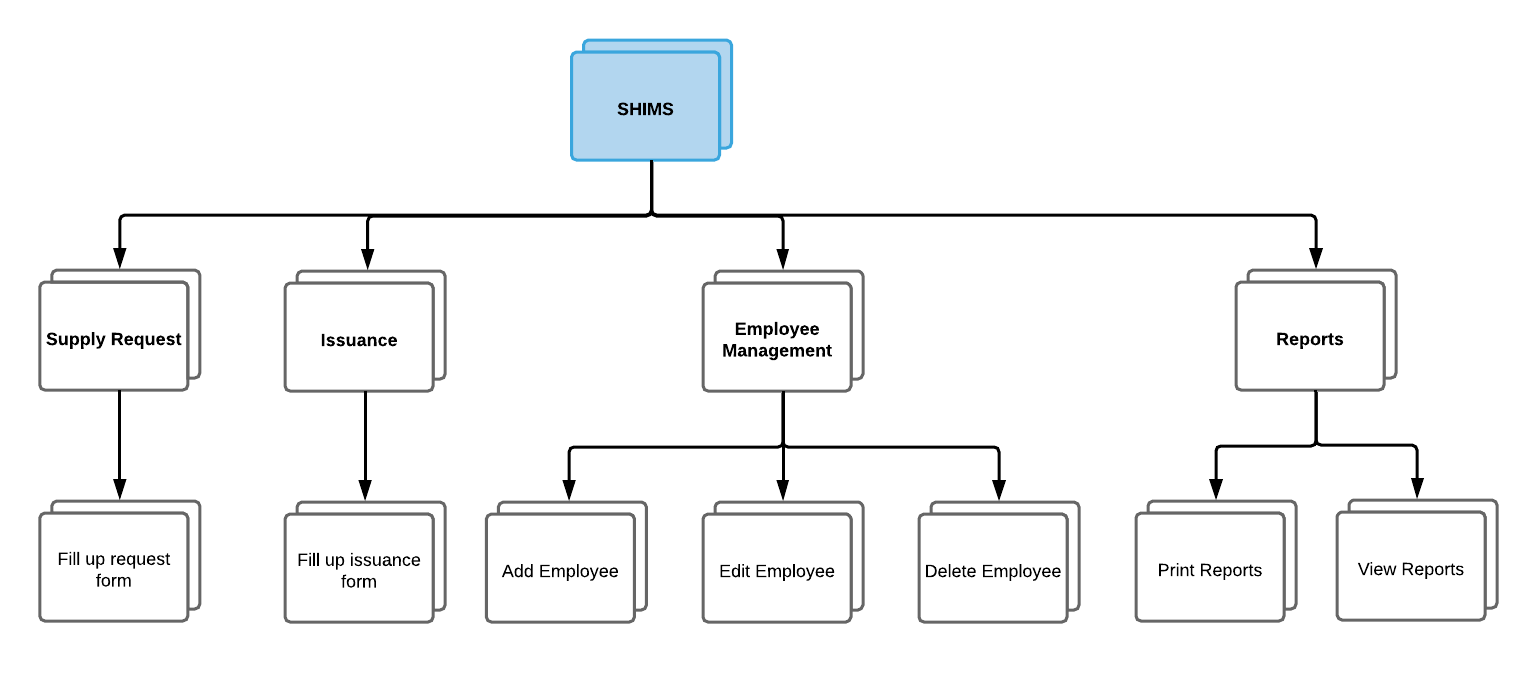 SHIMS
Supply Request
Issuance
Employee
Management
Reports
Fill up request
form
Fill up issuance
form
Add Employee
Edit Employee
Delete Employee
Print Reports
View Reports